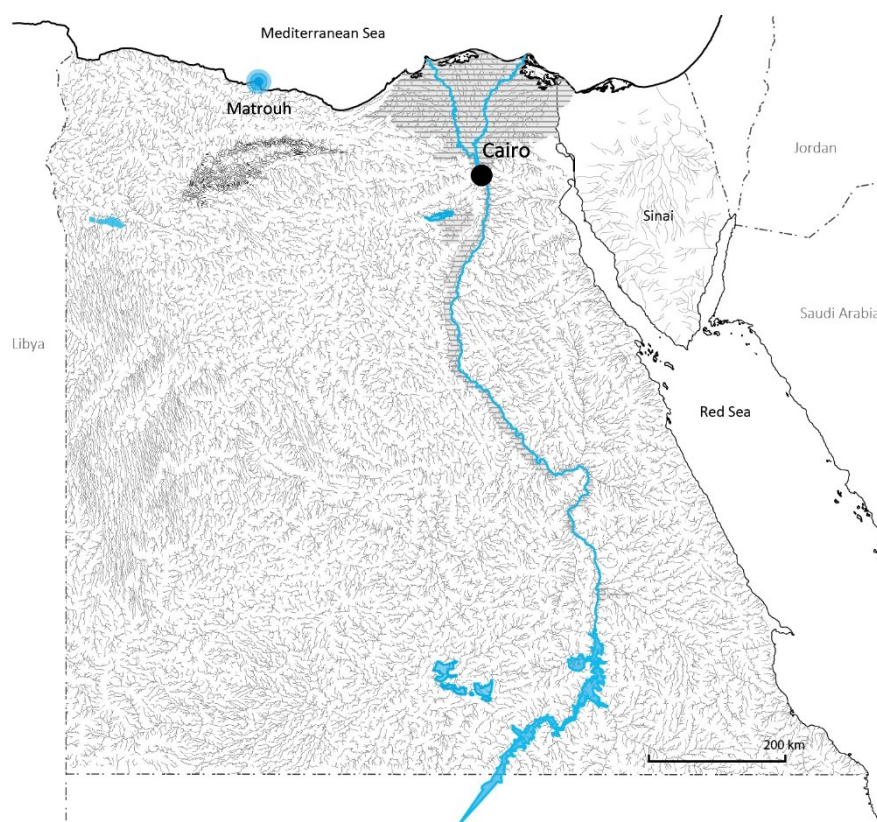 Mediterranean Sea
Matrouh
Cairo
Jordan
Sinai
Saudi Arabia
Libya
Red Sea
200 km